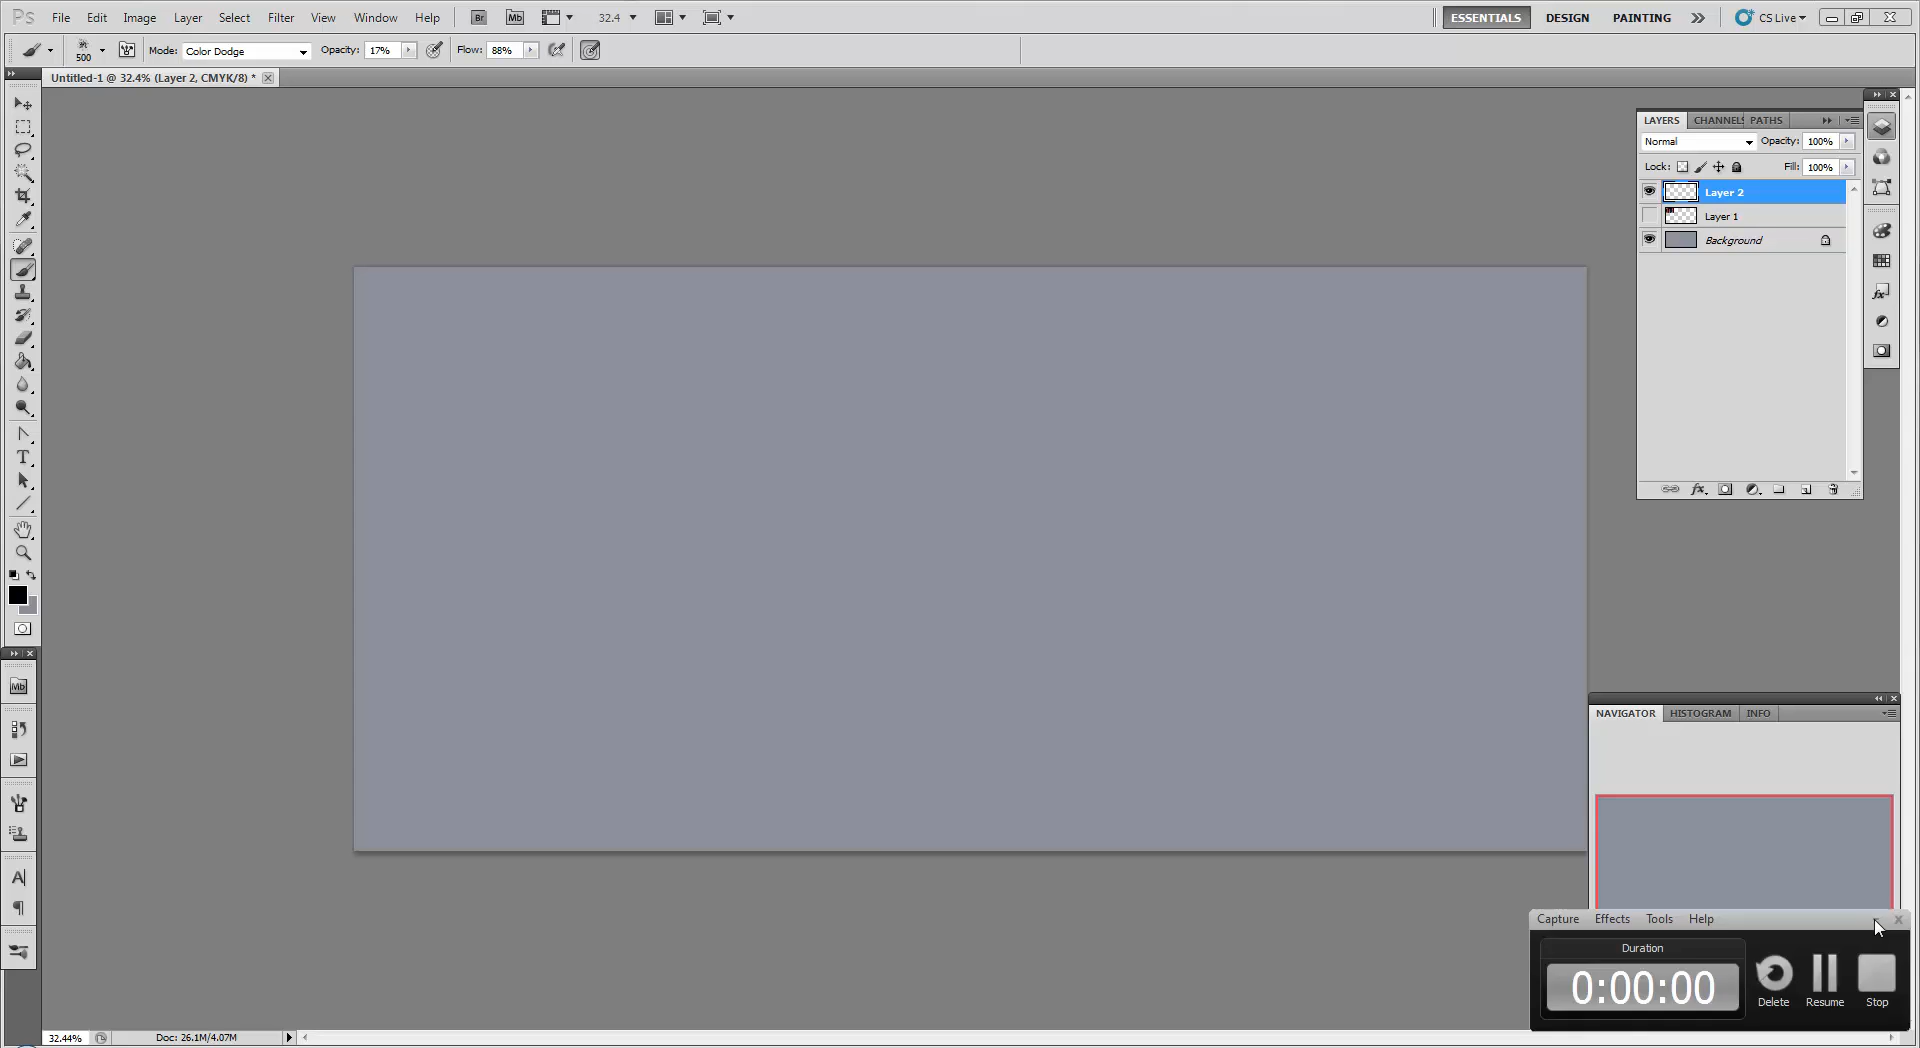 Ps File Edit Image Layer Select Filter View Window Help Br Mb 32.4 ESSENTIALS DESIGN PAINTING CS Live
500 Mode: Color Dodge Opacity: 17% Flow: 88%
Untitled-1 @ 32.4% (Layer 2, CMYK/8) *
LAYERS CHANNELS PATHS
Normal Opacity: 100%
Lock: Fill: 100%
Layer 2
Layer 1
Background
fx
fx
T
Mb
A
NAVIGATOR HISTOGRAM INFO
Capture Effects Tools Help
Duration
0:00:00
Delete Resume Stop
32.44% Doc: 26.1M/4.07M